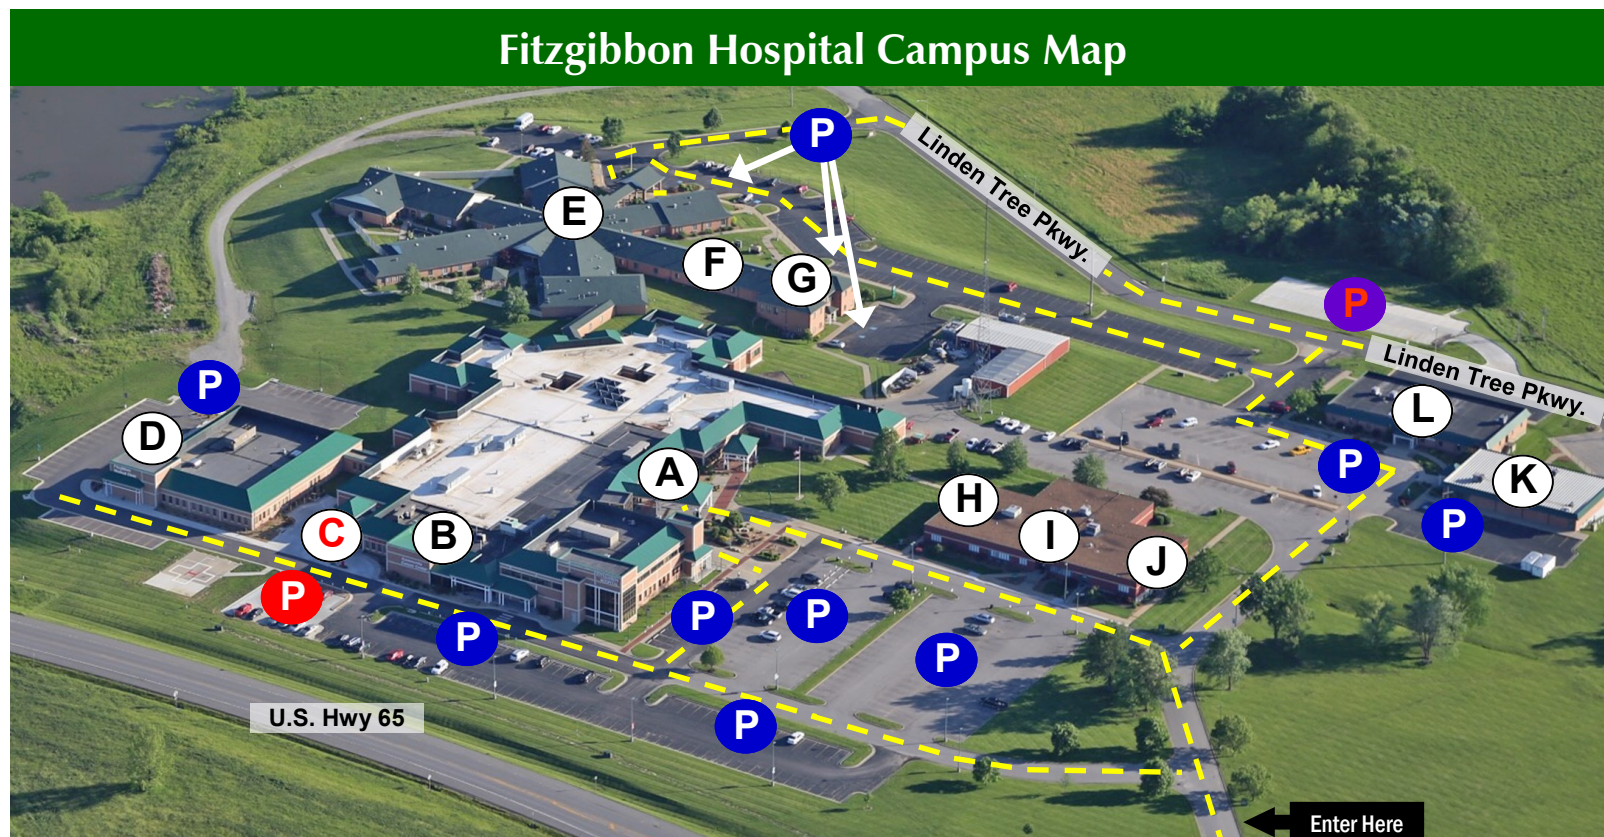 Fitzgibbon Hospital Campus Map
P
Linden Tree Pkwy.
E
F
G
P
Linden Tree Pkwy.
P
L
D
A
P
K
H
P
C
B
I
J
P
P
P
P
P
P
U.S. Hwy 65
Enter Here